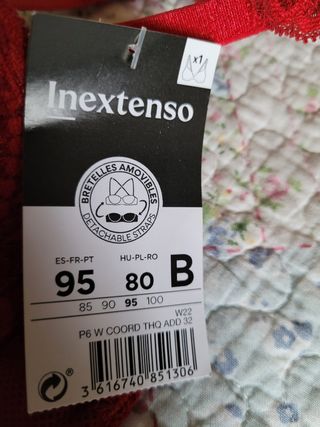 x1
Inextenso
BRETELLES AMOVIBLES
DETACHABLE STRAPS
ES-FR-PT HU-PL-RO
95 80 B
85 90 95 100
W22
P6 W COORD THQ ADD 32
3 616740 851306